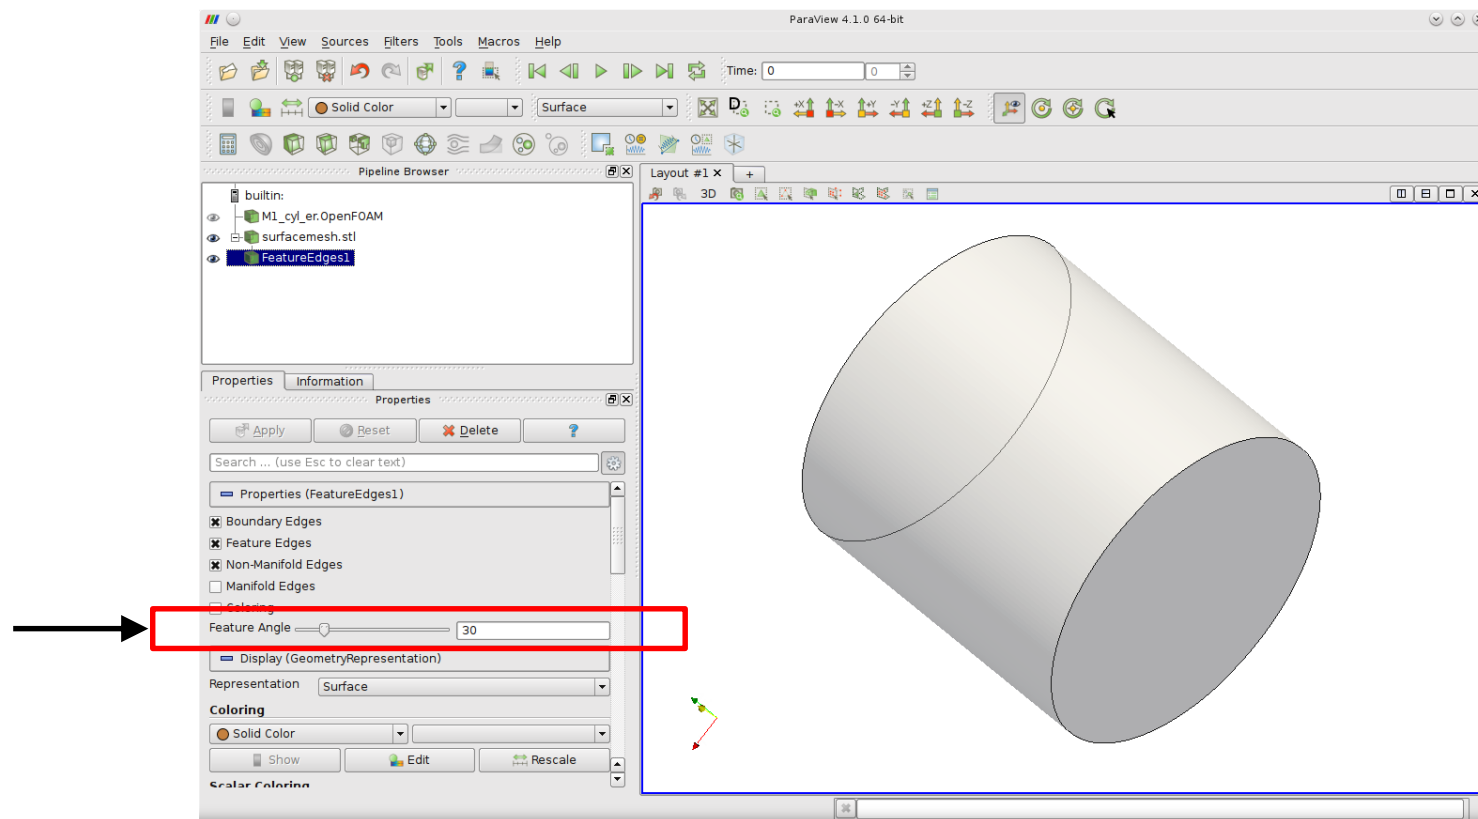 ParaView 4.1.0 64-bit
File Edit View Sources Filters Tools Macros Help
Time: 0 0
Solid Color Surface D +X -X +Y -Y +Z -Z
Pipeline Browser
Layout #1 +
3D
builtin:
M1_cyl_er.OpenFOAM
surfacemesh.stl
FeatureEdges1
Properties Information
Properties
Apply Reset Delete ?
Search ... (use Esc to clear text)
Properties (FeatureEdges1)
Boundary Edges
Feature Edges
Non-Manifold Edges
Manifold Edges
Coloring
Feature Angle 30
Display (GeometryRepresentation)
Representation Surface
Coloring
Solid Color
Show Edit Rescale
Scalar Coloring